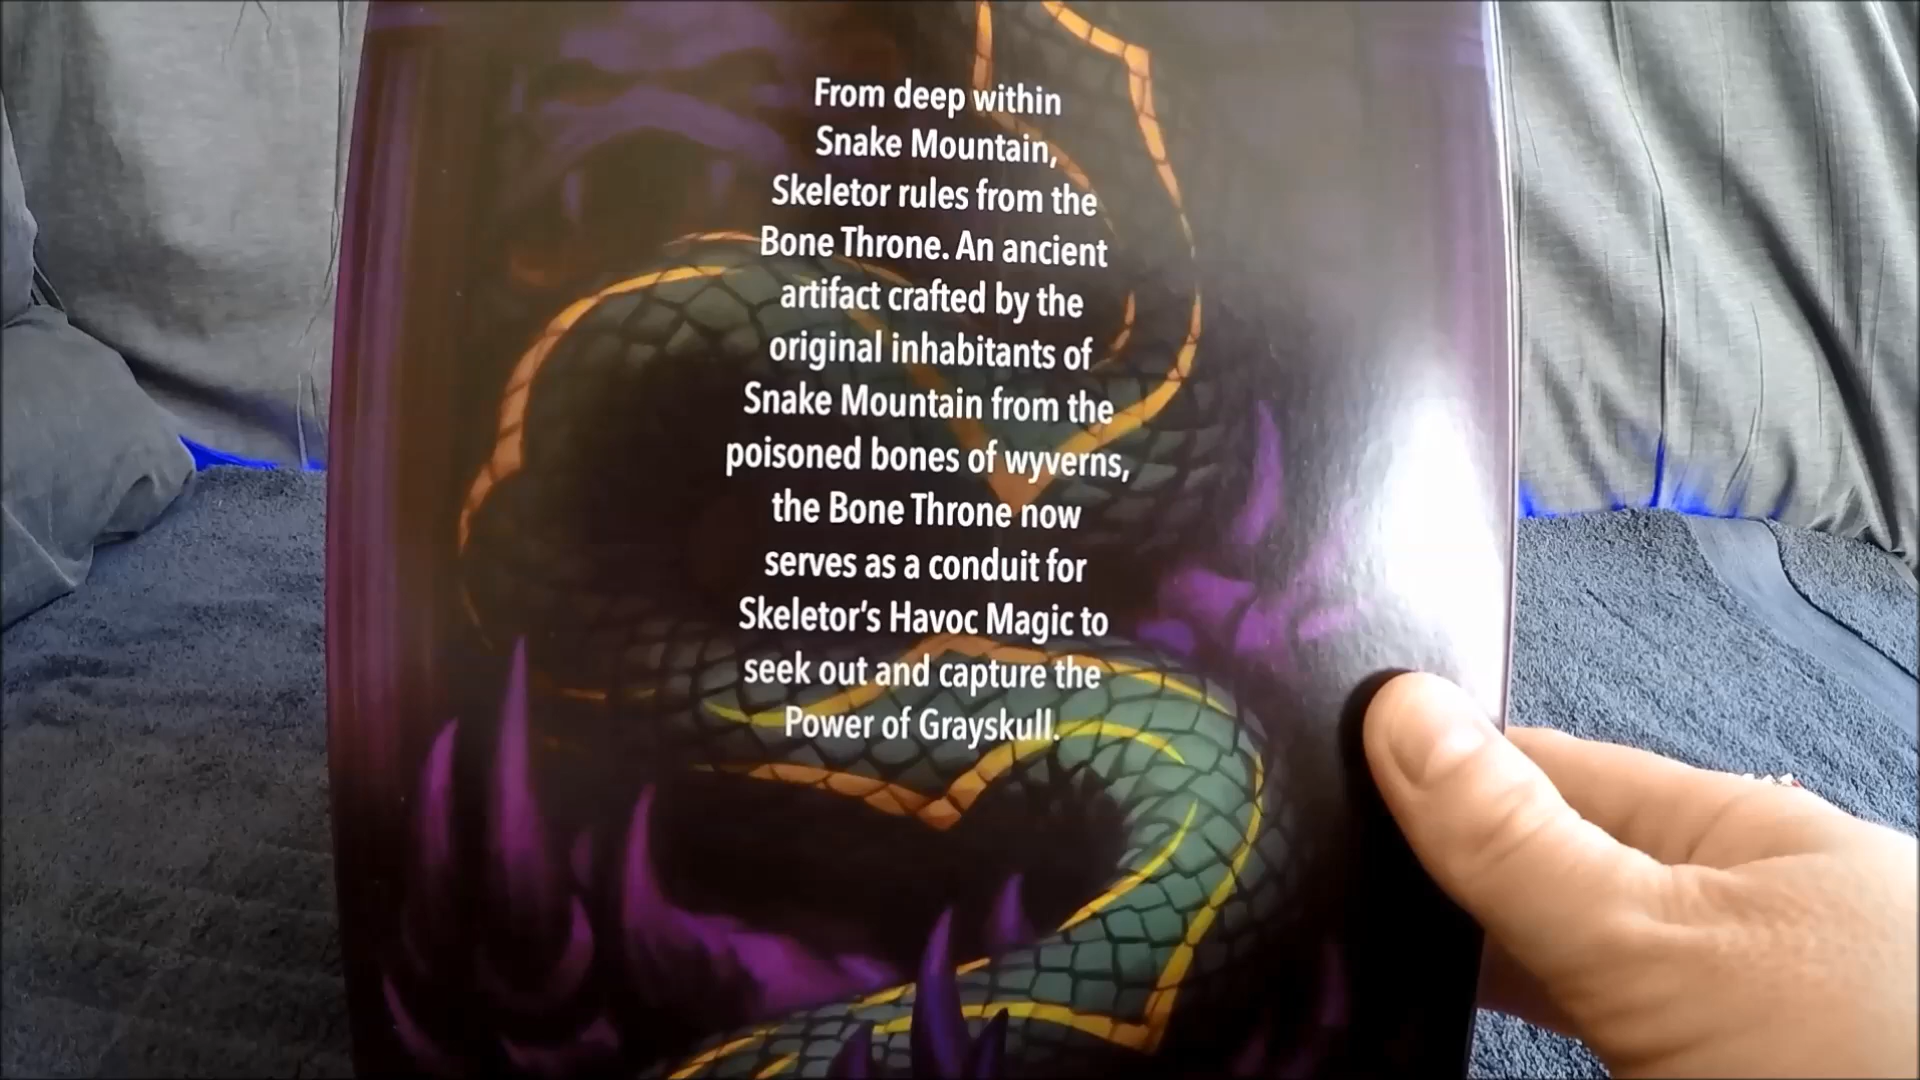 From deep within
Snake Mountain,
Skeletor rules from the
Bone Throne. An ancient
artifact crafted by the
original inhabitants of
Snake Mountain from the
poisoned bones of wyverns,
the Bone Throne now
serves as a conduit for
Skeletor's Havoc Magic to
seek out and capture the
Power of Grayskull.